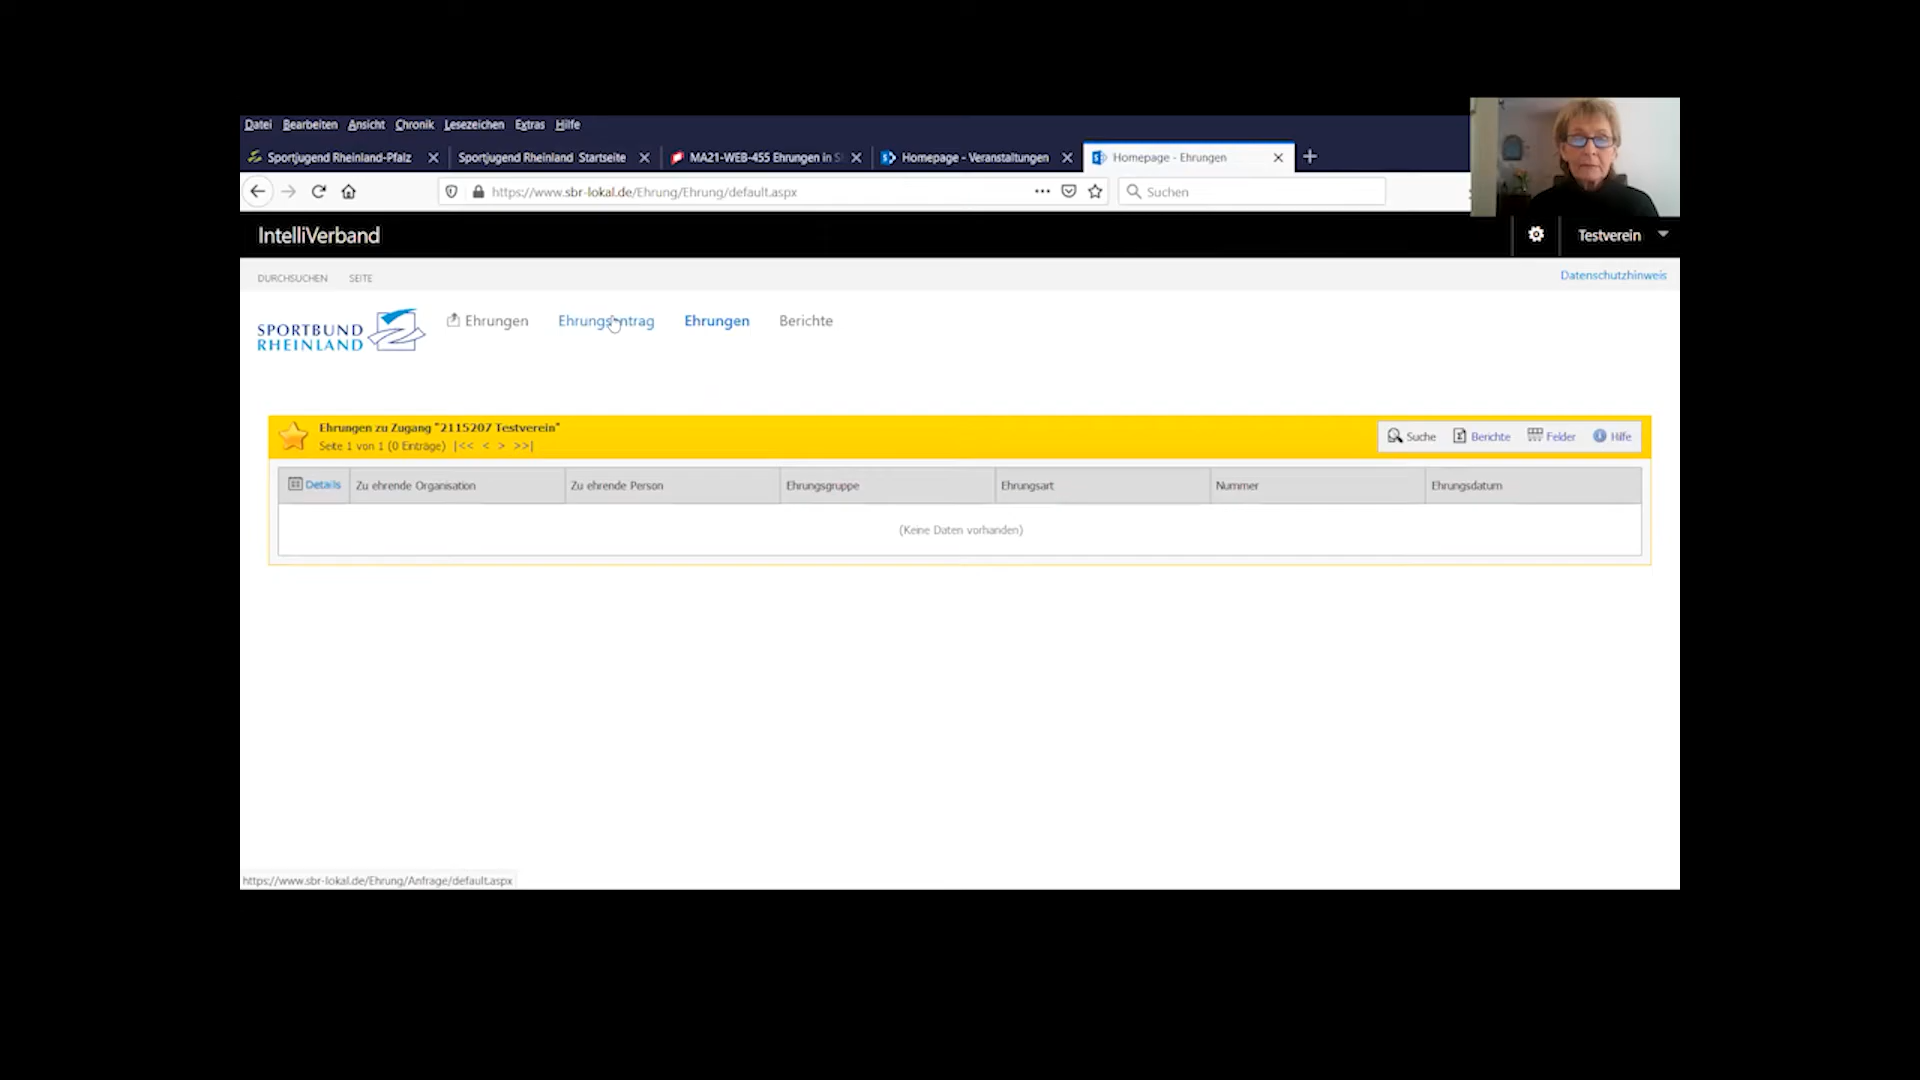 Datei Bearbeiten Ansicht Chronik Lesezeichen Extras Hilfe
Sportjugend Rheinland-Pfalz
Sportjugend Rheinland Startseite
MA21-WEB-455 Ehrungen in S
Homepage - Veranstaltungen
Homepage - Ehrungen
https://www.sbr-lokal.de/Ehrung/Ehrung/default.aspx
Suchen
IntelliVerband
Testverein
DURCHSUCHEN SEITE
Datenschutzhinweis
SPORTBUND
RHEINLAND
Ehrungen Ehrungsantrag Ehrungen Berichte
Ehrungen zu Zugang "2115207 Testverein"
Seite 1 von 1 (0 Einträge) |<< < > >>|
Suche Berichte Felder Hilfe
Details Zu ehrende Organisation Zu ehrende Person Ehrungsgruppe Ehrungsart Nummer Ehrungsdatum
(Keine Daten vorhanden)
https://www.sbr-lokal.de/Ehrung/Anfrage/default.aspx